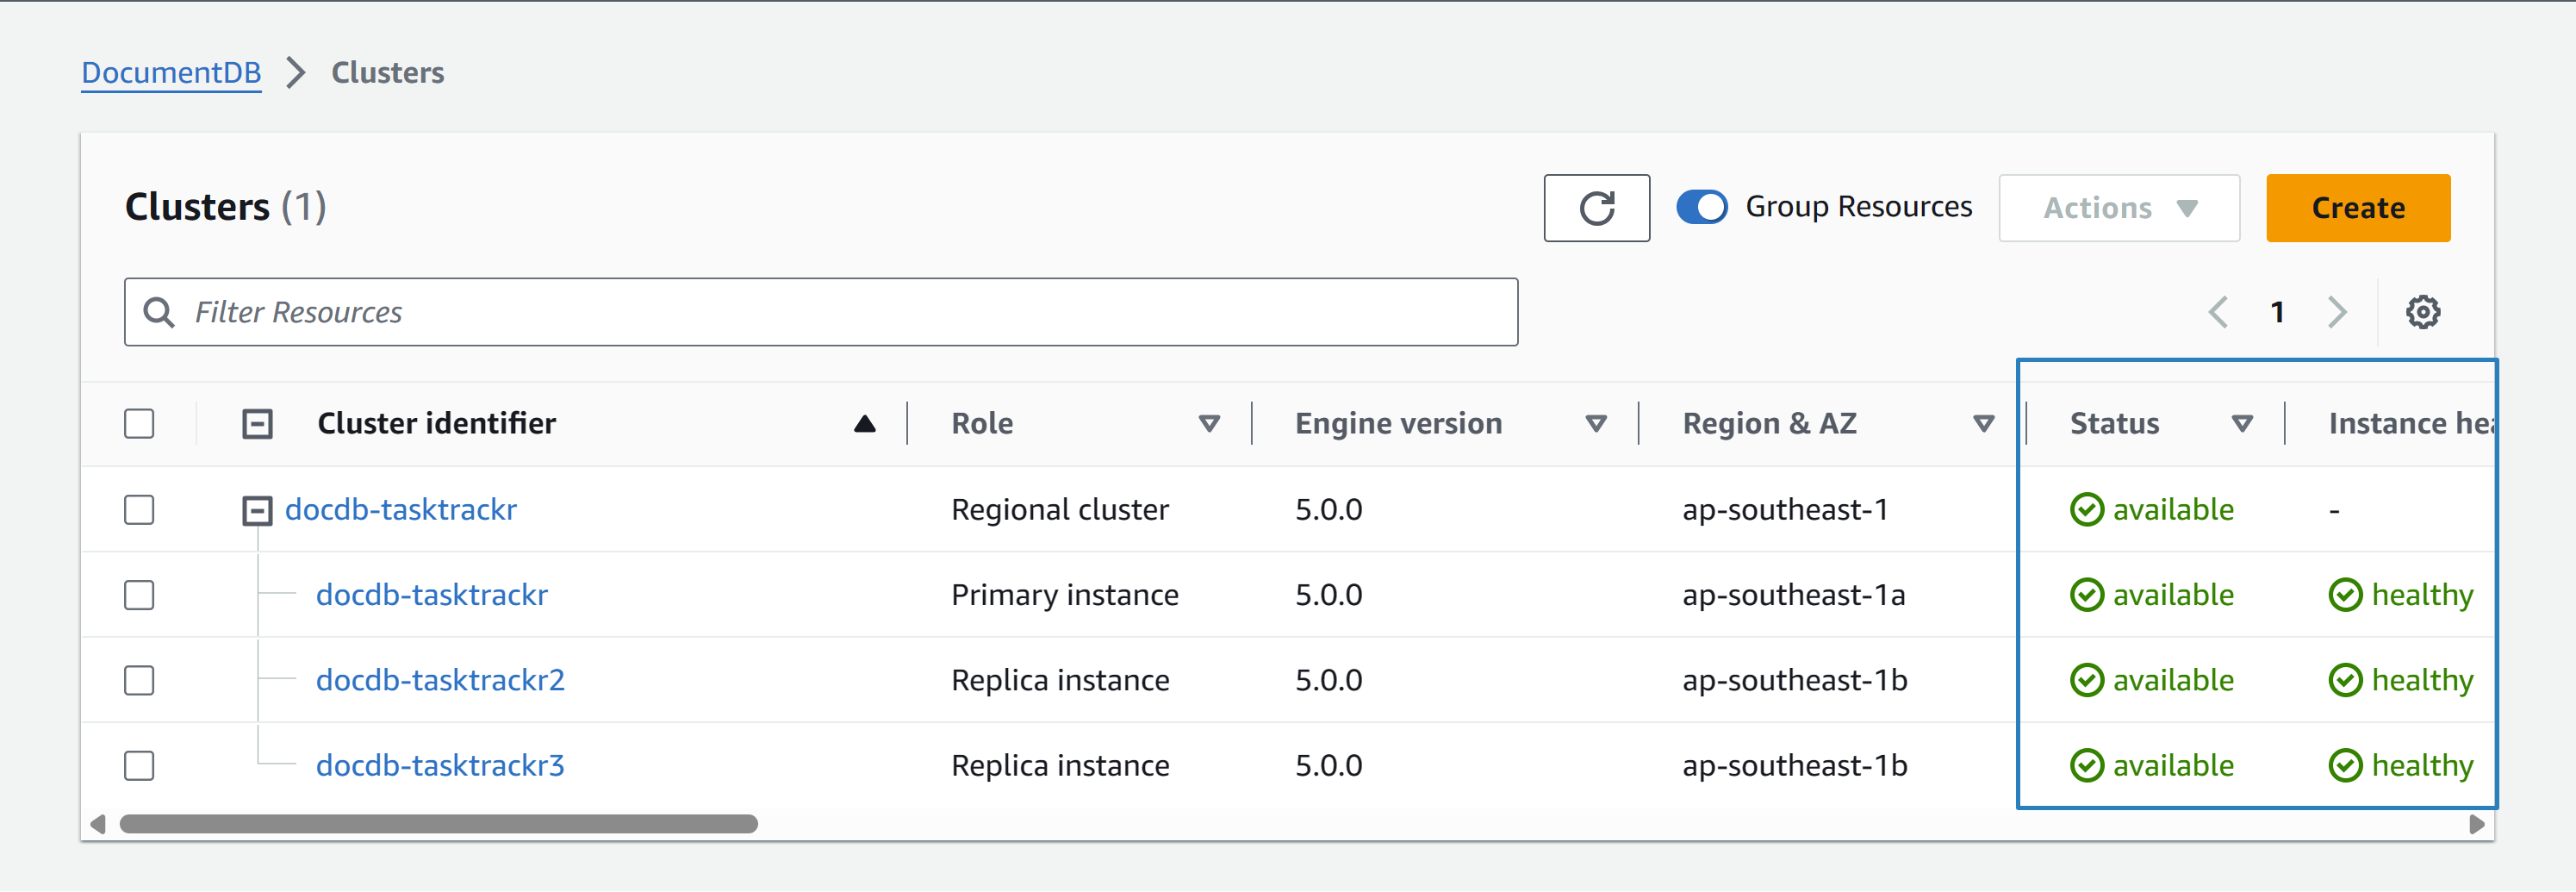 DocumentDB Clusters
Clusters (1) Group Resources Actions Create
Filter Resources 1
Cluster identifier Role Engine version Region & AZ Status Instance
docdb-tasktrackr Regional cluster 5.0.0 ap-southeast-1 available -
docdb-tasktrackr Primary instance 5.0.0 ap-southeast-1a available healthy
docdb-tasktrackr2 Replica instance 5.0.0 ap-southeast-1b available healthy
docdb-tasktrackr3 Replica instance 5.0.0 ap-southeast-1b available healthy